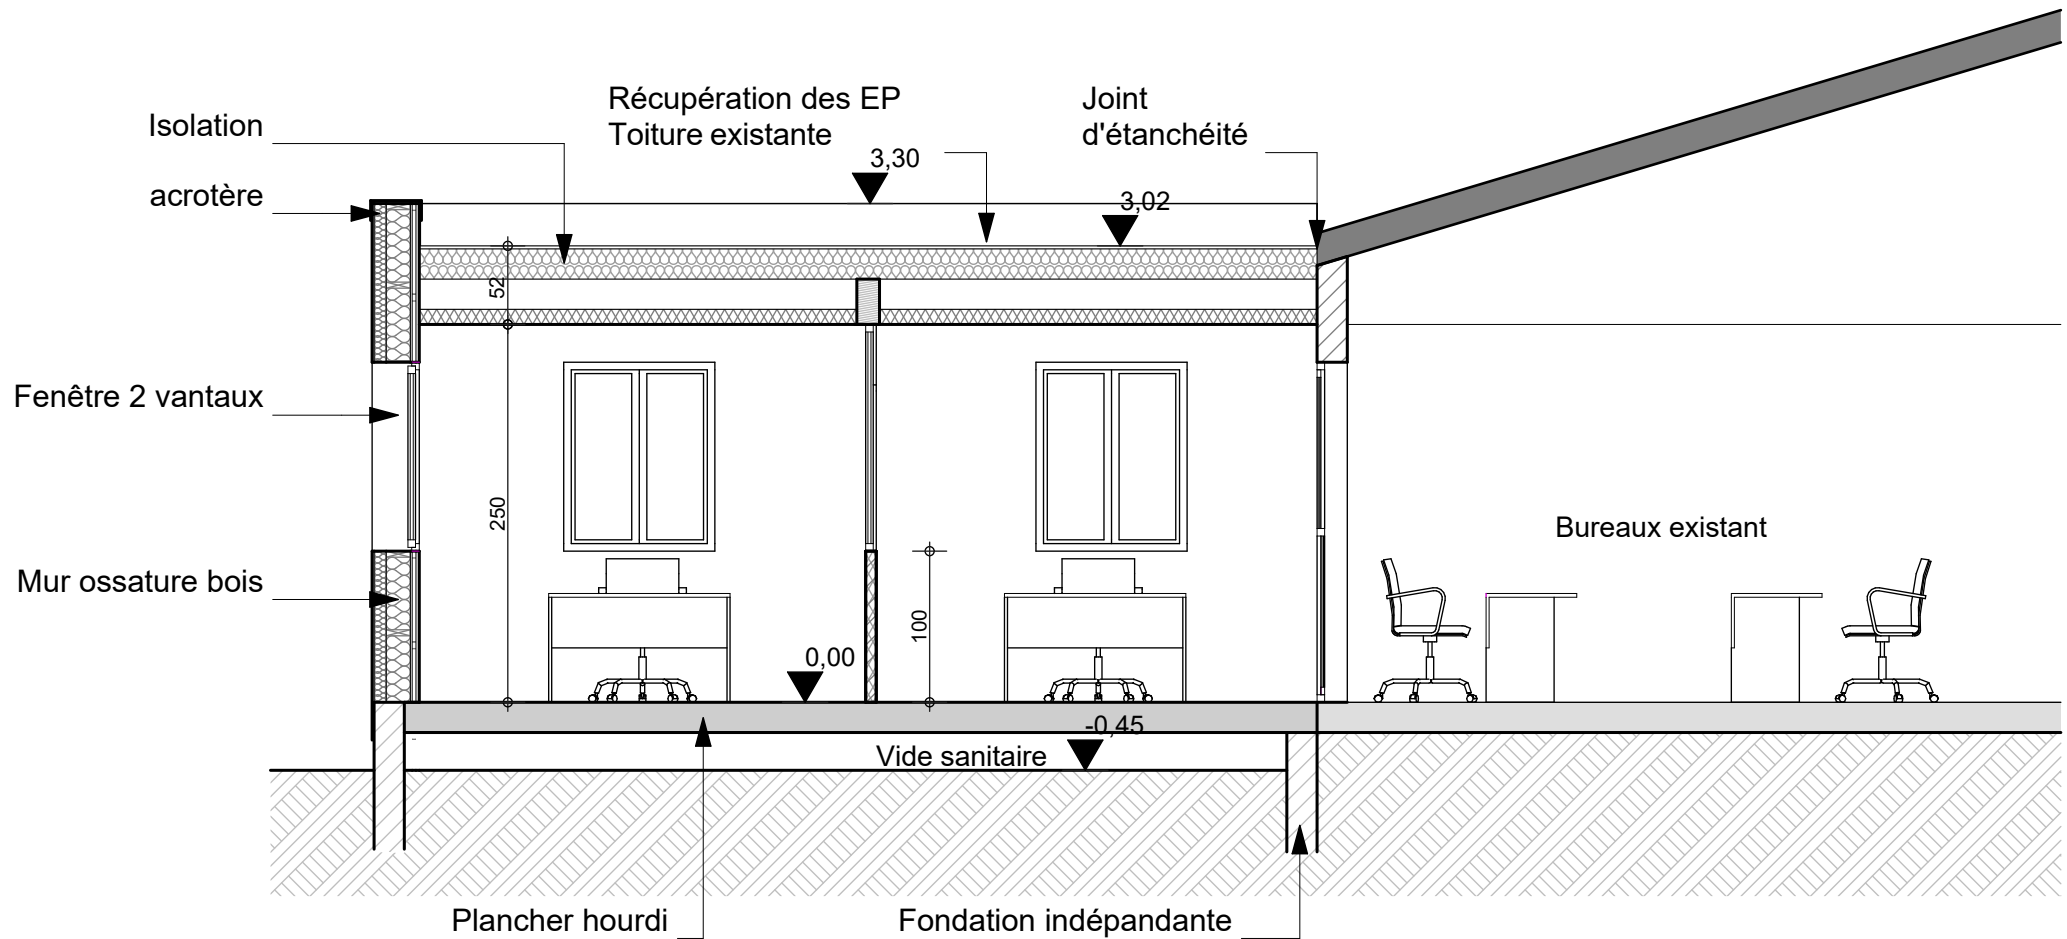 Récupération des EP
Toiture existante
Joint
d'étanchéité
Isolation
3,30
acrotère
3,02
52
Fenêtre 2 vantaux
250
Bureaux existant
Mur ossature bois
100
0,00
-0,45
Vide sanitaire
Plancher hourdi
Fondation indépandante